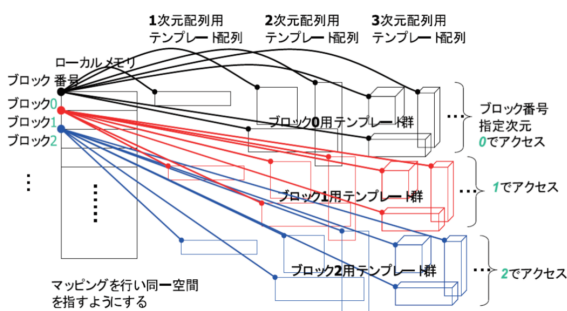 1次元配列用
テンプレート配列
2次元配列用
テンプレート配列
3次元配列用
テンプレート配列
ローカルメモリ
ブロック 番号
ブロック0
ブロック1
ブロック2
ブロック0用テンプレート群
ブロック番号
指定次元
0でアクセス
ブロック1用テンプレート群
1でアクセス
ブロック2用テンプレート群
2でアクセス
マッピングを行い同一空間
を指すようにする